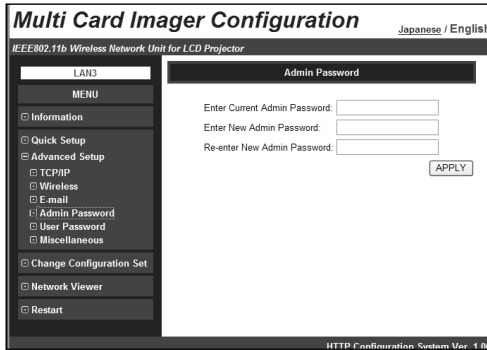 Multi Card Imager Configuration
Japanese / English
IEEE802.11b Wireless Network Unit for LCD Projector
LAN3
MENU
Information
Quick Setup
Advanced Setup
TCP/IP
Wireless
E-mail
Admin Password
User Password
Miscellaneous
Change Configuration Set
Network Viewer
Restart
Admin Password
Enter Current Admin Password:
Enter New Admin Password:
Re-enter New Admin Password:
APPLY
HTTP Configuration System Ver. 1.00